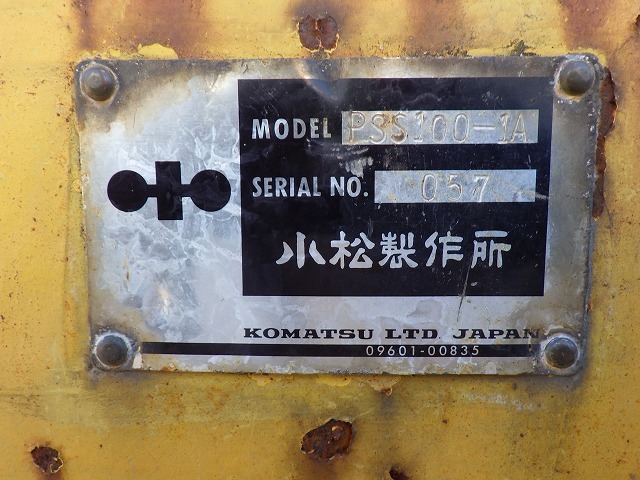 MODEL PSS100-1A
SERIAL NO. 057
小松製作所
KOMATSU LTD. JAPAN
09601-00835